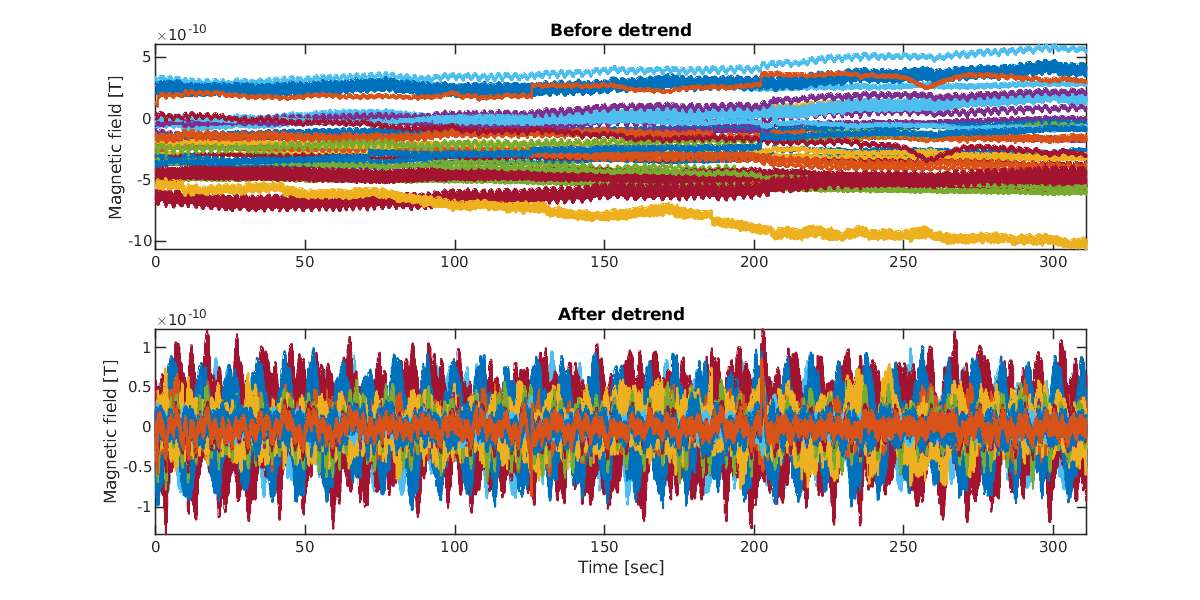 Before detrend
×10-10
5
0
-5
-10
Magnetic field [T]
0 50 100 150 200 250 300
After detrend
×10-10
1
0.5
0
-0.5
-1
Magnetic field [T]
0 50 100 150 200 250 300
Time [sec]